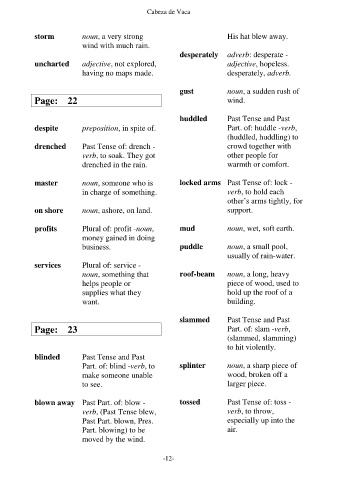 Cabeza de Vaca
storm noun, a very strong
wind with much rain.
uncharted adjective, not explored,
having no maps made.
Page: 22
despite preposition, in spite of.
drenched Past Tense of: drench -
verb, to soak. They got
drenched in the rain.
master noun, someone who is
in charge of something.
on shore noun, ashore, on land.
profits Plural of: profit -noun,
money gained in doing
business.
services Plural of: service -
noun, something that
helps people or
supplies what they
want.
Page: 23
blinded Past Tense and Past
Part. of: blind -verb, to
make someone unable
to see.
blown away Past Part. of: blow -
verb, (Past Tense blew,
Past Part. blown, Pres.
Part. blowing) to be
moved by the wind.
His hat blew away.
desperately adverb: desperate -
adjective, hopeless.
desperately, adverb.
gust noun, a sudden rush of
wind.
huddled Past Tense and Past
Part. of: huddle -verb,
(huddled, huddling) to
crowd together with
other people for
warmth or comfort.
locked arms Past Tense of: lock -
verb, to hold each
other's arms tightly, for
support.
mud noun, wet, soft earth.
puddle noun, a small pool,
usually of rain-water.
roof-beam noun, a long, heavy
piece of wood, used to
hold up the roof of a
building.
slammed Past Tense and Past
Part. of: slam -verb,
(slammed, slamming)
to hit violently.
splinter noun, a sharp piece of
wood, broken off a
larger piece.
tossed Past Tense of: toss -
verb, to throw,
especially up into the
air.
-12-